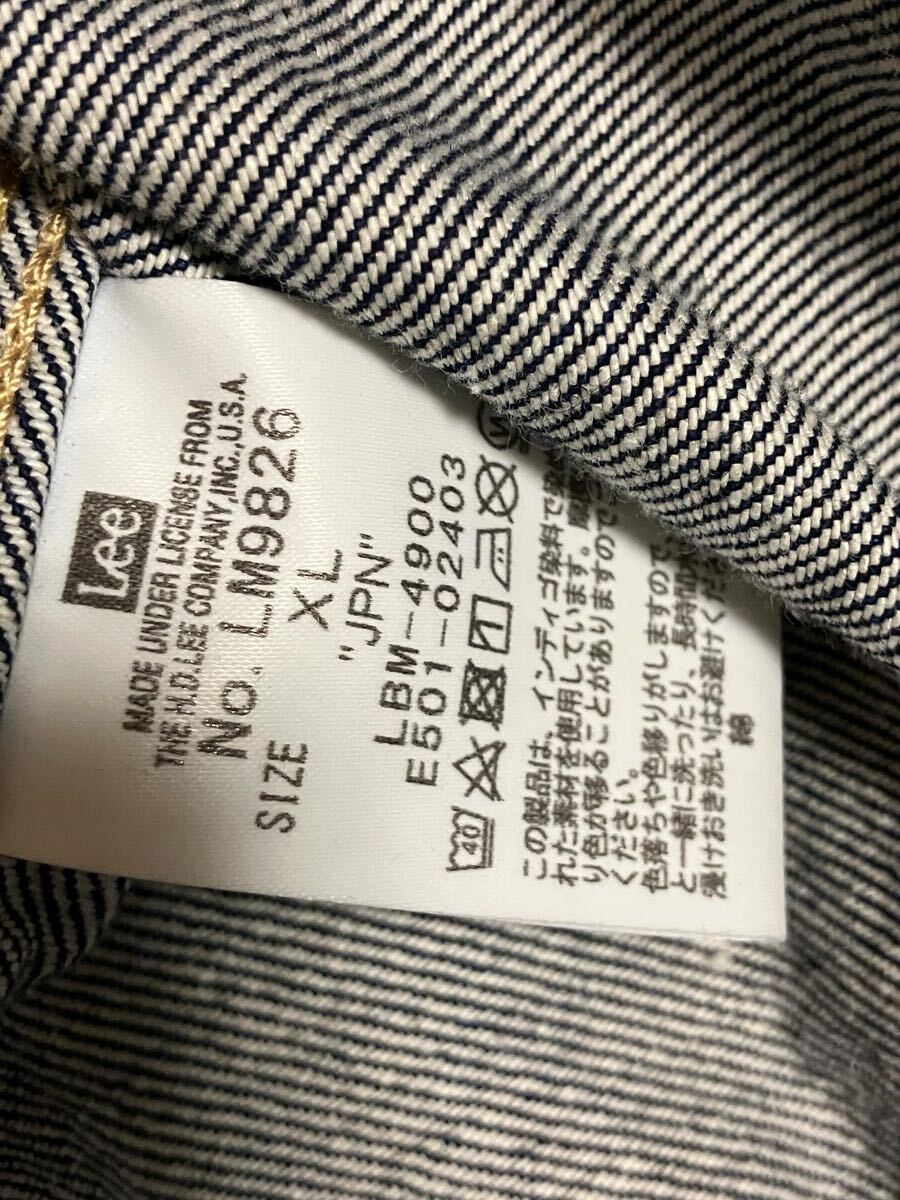 Lee
MADE UNDER LICENSE FROM
THE H.D.LEE COMPANY,INC.,U.S.A.
No. LM9826
SIZE XL
"JPN"
LBM-4900
E501-02403
40
W
この製品は、インディゴ染料で染
れた素材を使用しています。
り色が移ることがありますので
ください。
色落ちや色移りがしますので、
と一緒に洗ったり、長時間水
漫けおき洗いはお避けくださ
綿